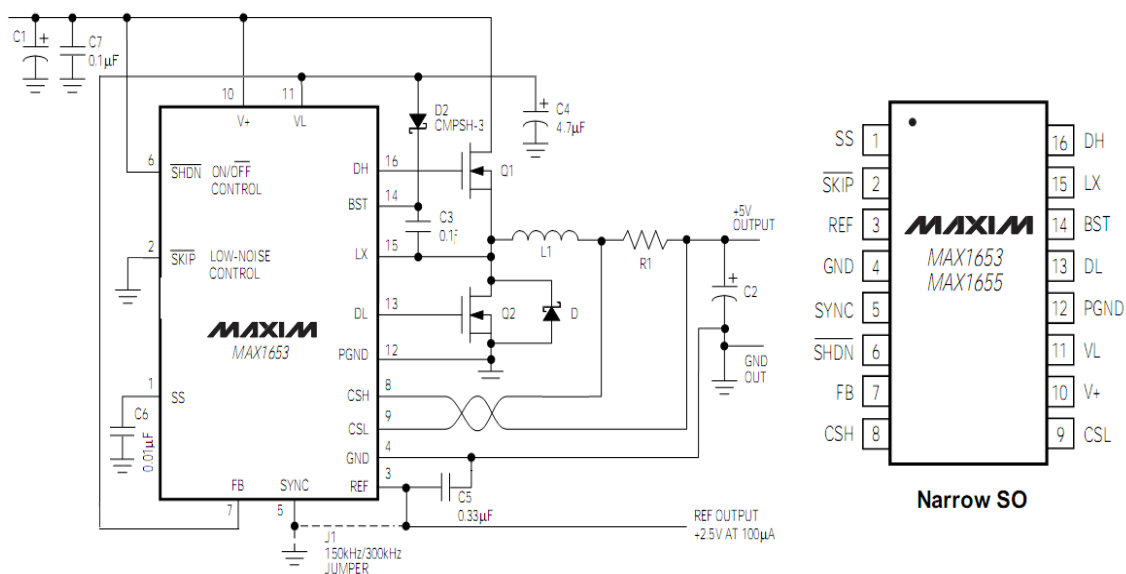 C1
+
C7
0.1µF
10
V+
11
VL
D2
CMPSH-3
+
C4
4.7µF
6
SHDN
ON/OFF
CONTROL
DH
16
Q1
BST
14
C3
0.1
+5V
OUTPUT
2
SKIP
LOW-NOISE
CONTROL
LX
15
L1
R1
+
C2
DL
13
Q2
D
MAXIM
MAX1653
PGND
12
GND
OUT
1
SS
CSH
8
C6
0.01µF
CSL
9
GND
4
REF
3
FB
7
SYNC
5
C5
0.33µF
J1
150kHz/300kHz
JUMPER
REF OUTPUT
+2.5V AT 100µA
SS 1
SKIP 2
REF 3
GND 4
SYNC 5
SHDN 6
FB 7
CSH 8
MAXIM
MAX1653
MAX1655
16 DH
15 LX
14 BST
13 DL
12 PGND
11 VL
10 V+
9 CSL
Narrow SO